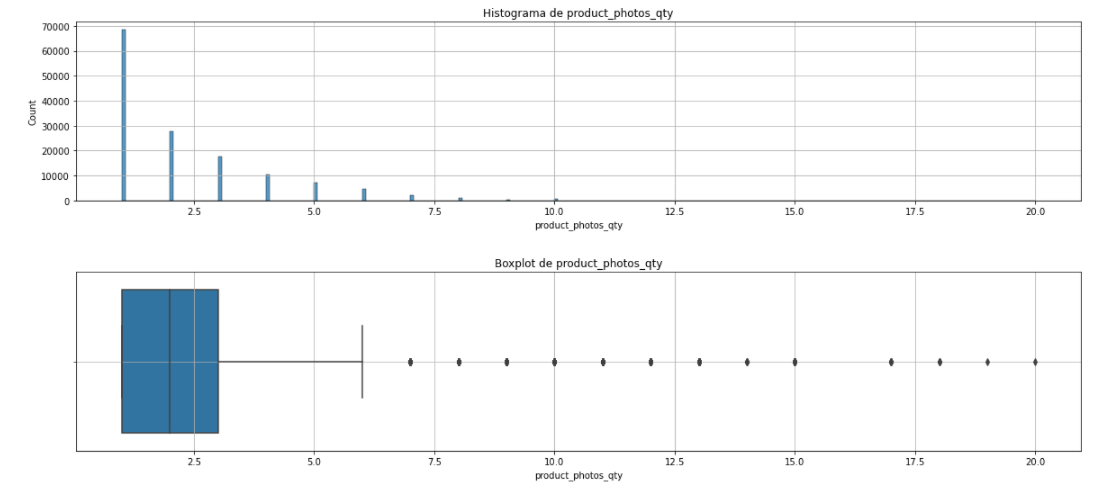 Histograma de product_photos_qty
70000
60000
50000
40000
30000
20000
10000
0
Count
2.5 5.0 7.5 10.0 12.5 15.0 17.5 20.0
product_photos_qty
Boxplot de product_photos_qty
2.5 5.0 7.5 10.0 12.5 15.0 17.5 20.0
product_photos_qty